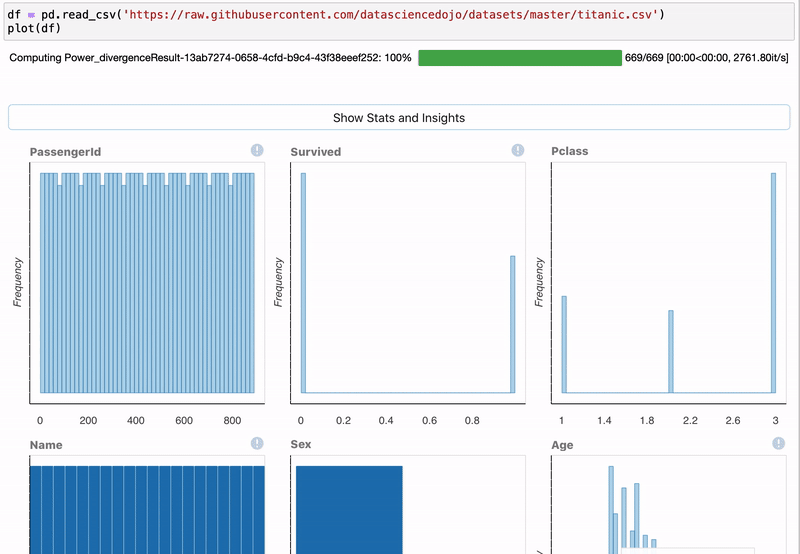 df = pd.read_csv('https://raw.githubusercontent.com/datasciencedojo/datasets/master/titanic.csv')
plot(df)
Computing Power_divergenceResult-13ab7274-0658-4cfd-b9c4-43f38eeef252: 100% 669/669 [00:00<00:00, 2761.80it/s]
Show Stats and Insights
PassengerId
!
Survived
!
Pclass
Frequency
Frequency
Frequency
0 200 400 600 800
0 0.2 0.4 0.6 0.8
1 1.4 1.8 2.2 2.6 3
Name
!
Sex
Age
!